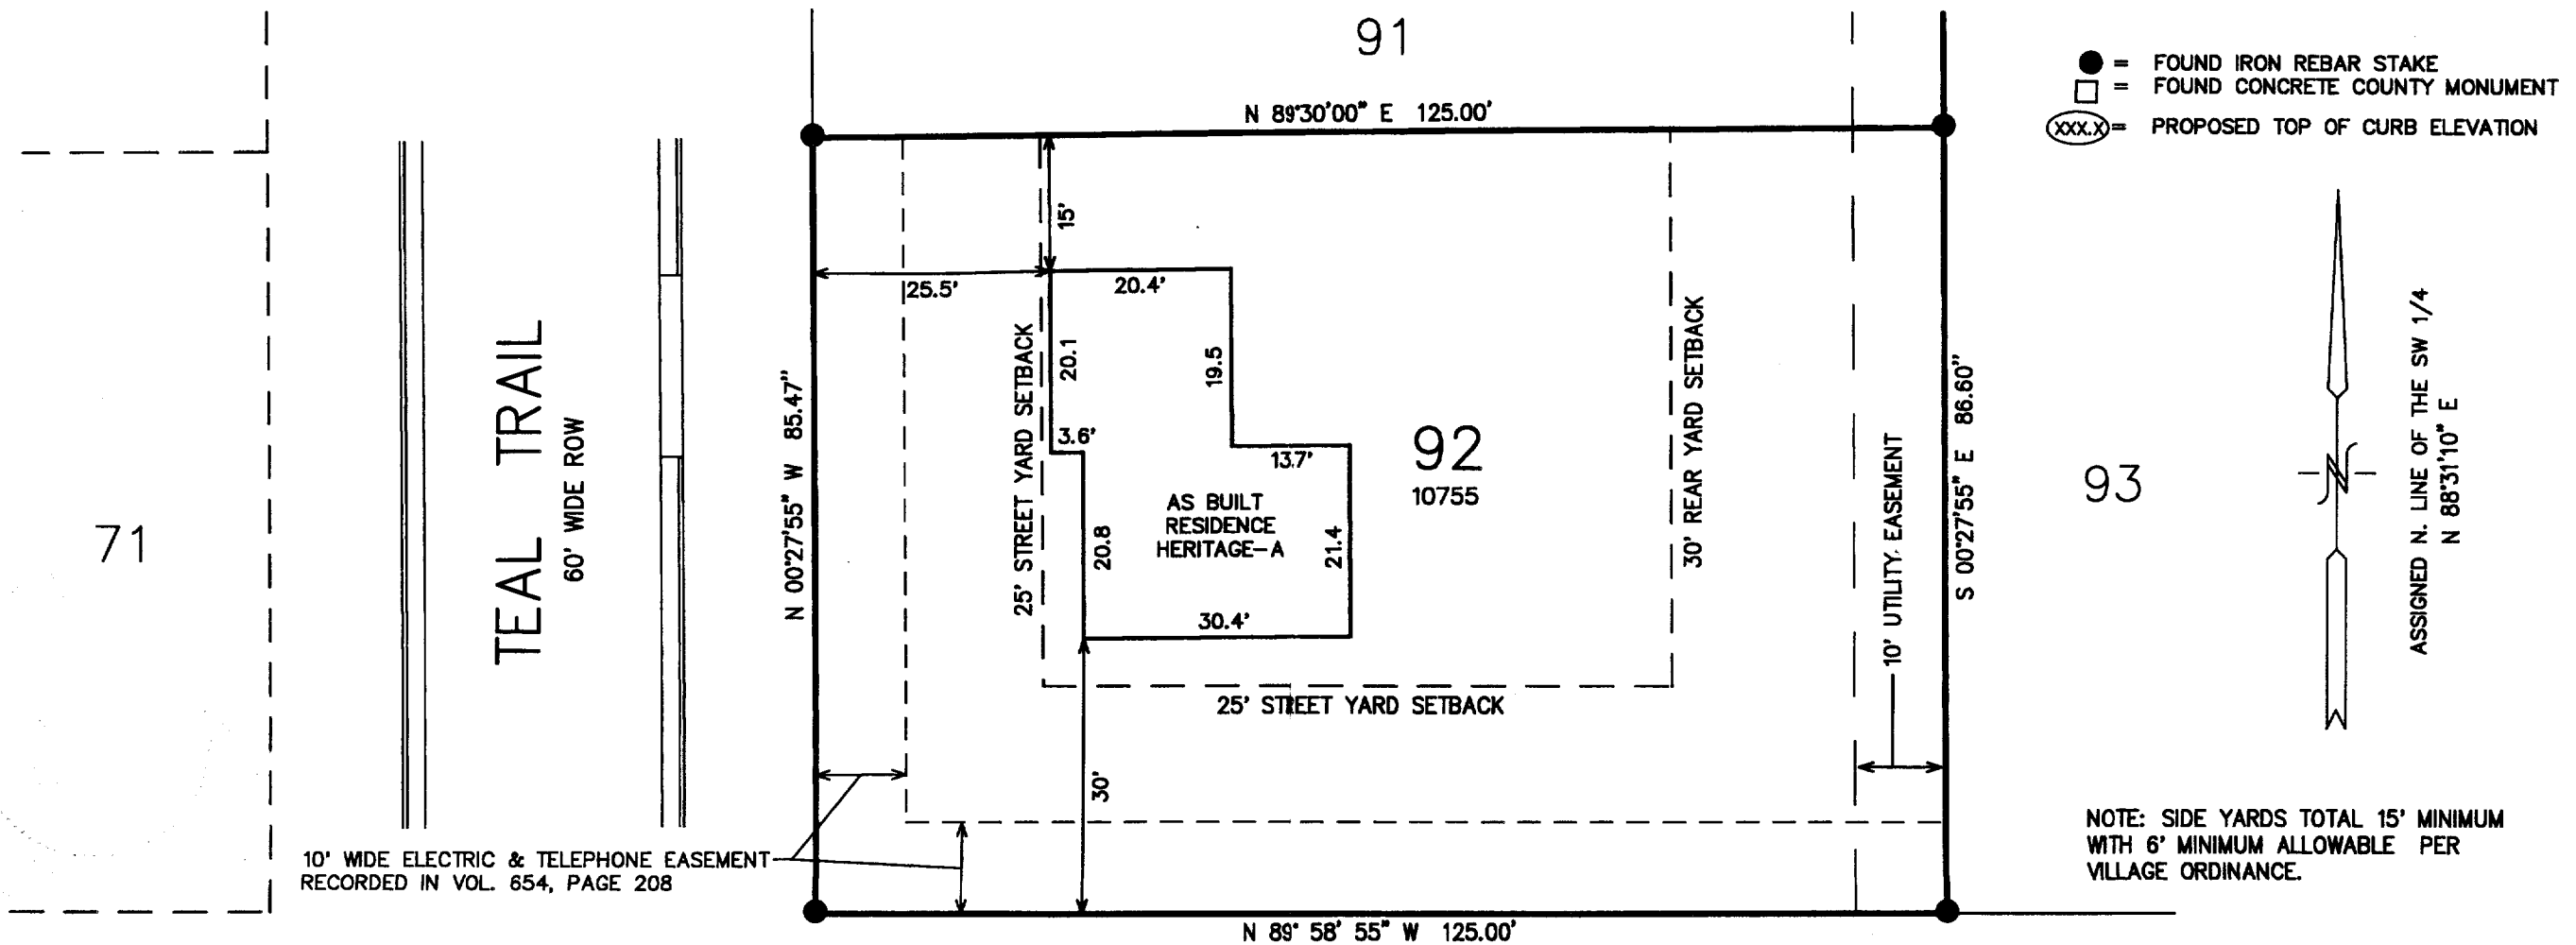 91
● = FOUND IRON REBAR STAKE
□ = FOUND CONCRETE COUNTY MONUMENT
XXX.X = PROPOSED TOP OF CURB ELEVATION
N 89°30'00" E 125.00'
15'
25.5'
20.4'
20.1
19.5
3.6'
13.7'
20.8
21.4
30.4'
30'
AS BUILT
RESIDENCE
HERITAGE-A
92
10755
25' STREET YARD SETBACK
25' STREET YARD SETBACK
30' REAR YARD SETBACK
10' UTILITY EASEMENT
N 00°27'55" W 85.47"
S 00°27'55" E 86.60"
71
TEAL TRAIL
60' WIDE ROW
93
N
ASSIGNED N. LINE OF THE SW 1/4
N 88°31'10" E
10' WIDE ELECTRIC & TELEPHONE EASEMENT
RECORDED IN VOL. 654, PAGE 208
NOTE: SIDE YARDS TOTAL 15' MINIMUM
WITH 6' MINIMUM ALLOWABLE PER
VILLAGE ORDINANCE.
N 89° 58' 55" W 125.00'